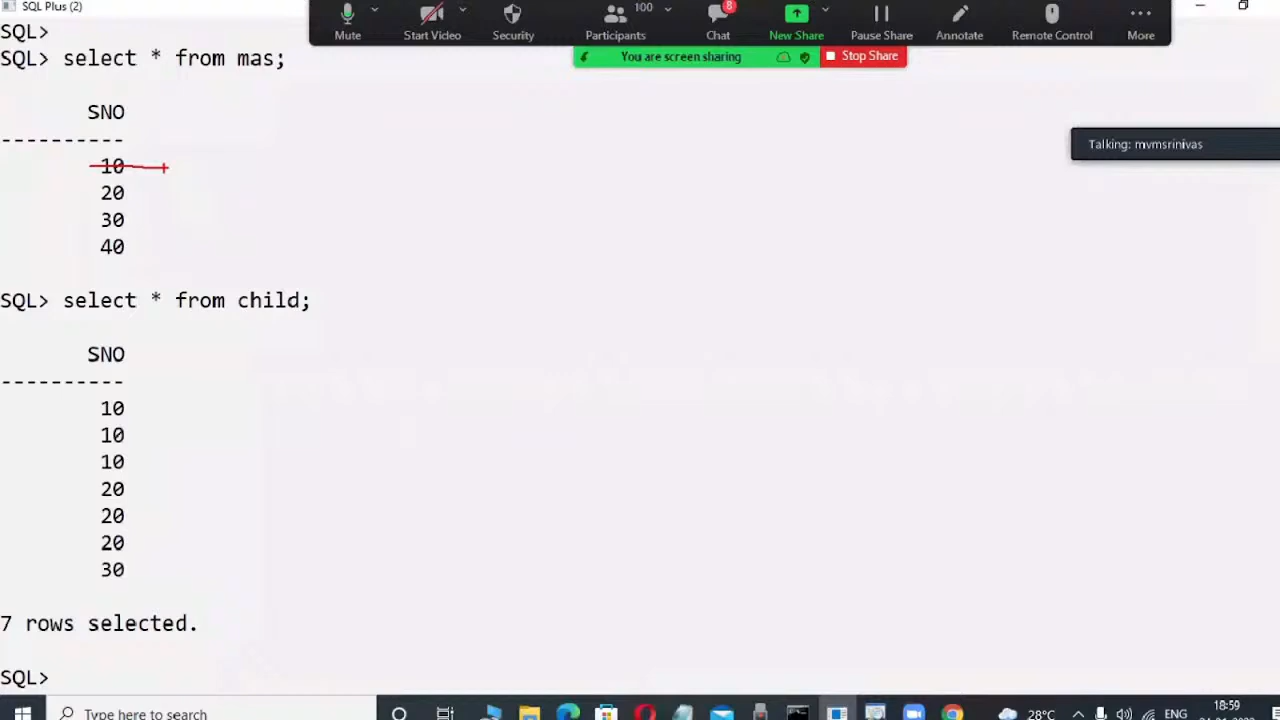 SQL Plus (2)
100
8
Mute
Start Video
Security
Participants
Chat
New Share
Pause Share
Annotate
Remote Control
More
You are screen sharing
Stop Share
Talking: mvmsrinivas
SQL>
SQL> select * from mas;
SNO
----------
10
20
30
40
SQL> select * from child;
SNO
----------
10
10
10
20
20
20
30
7 rows selected.
SQL>
Type here to search
28°C
ENG
18:59